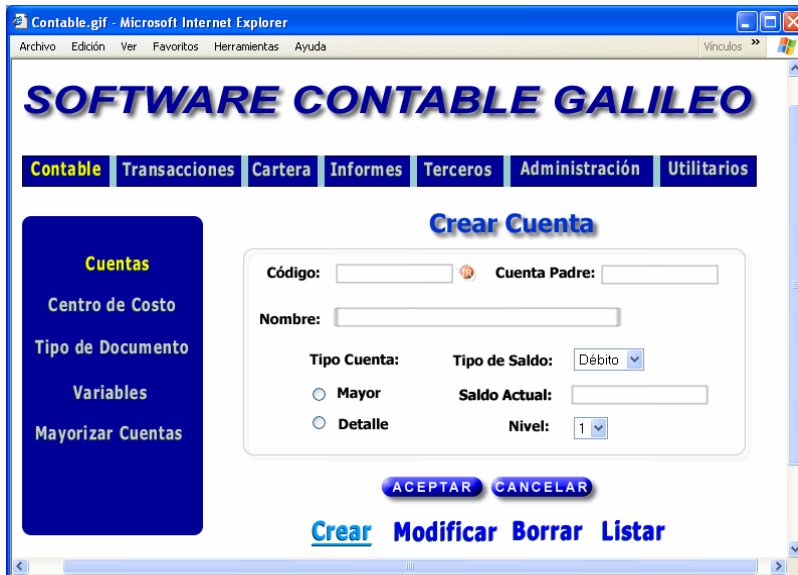 Contable.gif - Microsoft Internet Explorer
Archivo Edición Ver Favoritos Herramientas Ayuda Vínculos »
SOFTWARE CONTABLE GALILEO
Contable Transacciones Cartera Informes Terceros Administración Utilitarios
Crear Cuenta
Cuentas
Centro de Costo
Tipo de Documento
Variables
Mayorizar Cuentas
Código: IR Cuenta Padre:
Nombre:
Tipo Cuenta: Tipo de Saldo: Débito
Mayor Saldo Actual:
Detalle Nivel: 1
ACEPTAR CANCELAR
Crear Modificar Borrar Listar